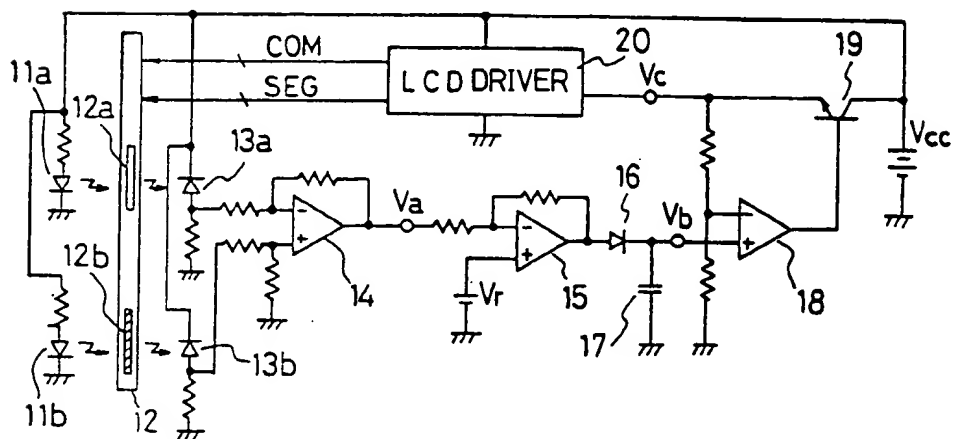 COM
SEG
LCD DRIVER
20
19
Vc
Vcc
11a
12a
13a
Va
16
Vb
14
Vr
15
17
18
12b
13b
11b
12
-
+
-
+
-
+